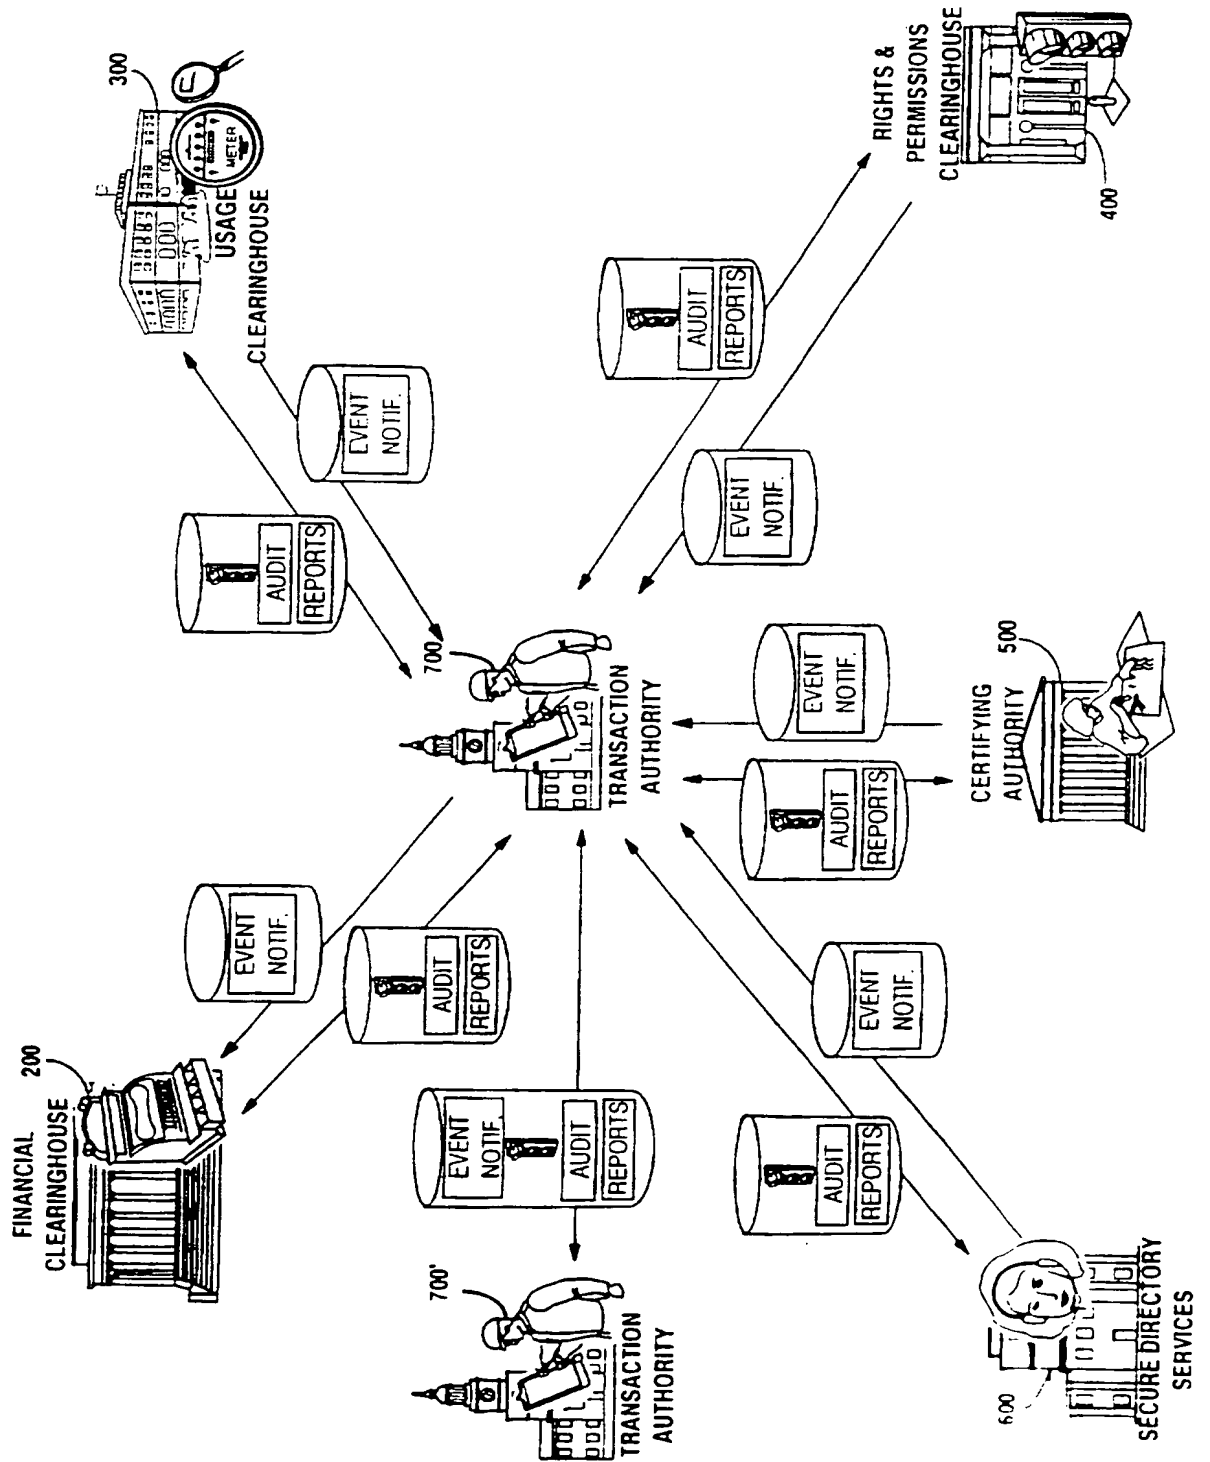 FINANCIAL
CLEARINGHOUSE
200
EVENT
NOTIF.
AUDIT
REPORTS
300
METER
USAGE
CLEARINGHOUSE
EVENT
NOTIF.
AUDIT
REPORTS
700'
TRANSACTION
AUTHORITY
EVENT
NOTIF.
AUDIT
REPORTS
700
TRANSACTION
AUTHORITY
AUDIT
REPORTS
EVENT
NOTIF.
RIGHTS &
PERMISSIONS
CLEARINGHOUSE
400
600
SECURE DIRECTORY
SERVICES
AUDIT
REPORTS
EVENT
NOTIF.
AUDIT
REPORTS
EVENT
NOTIF.
CERTIFYING
AUTHORITY
500